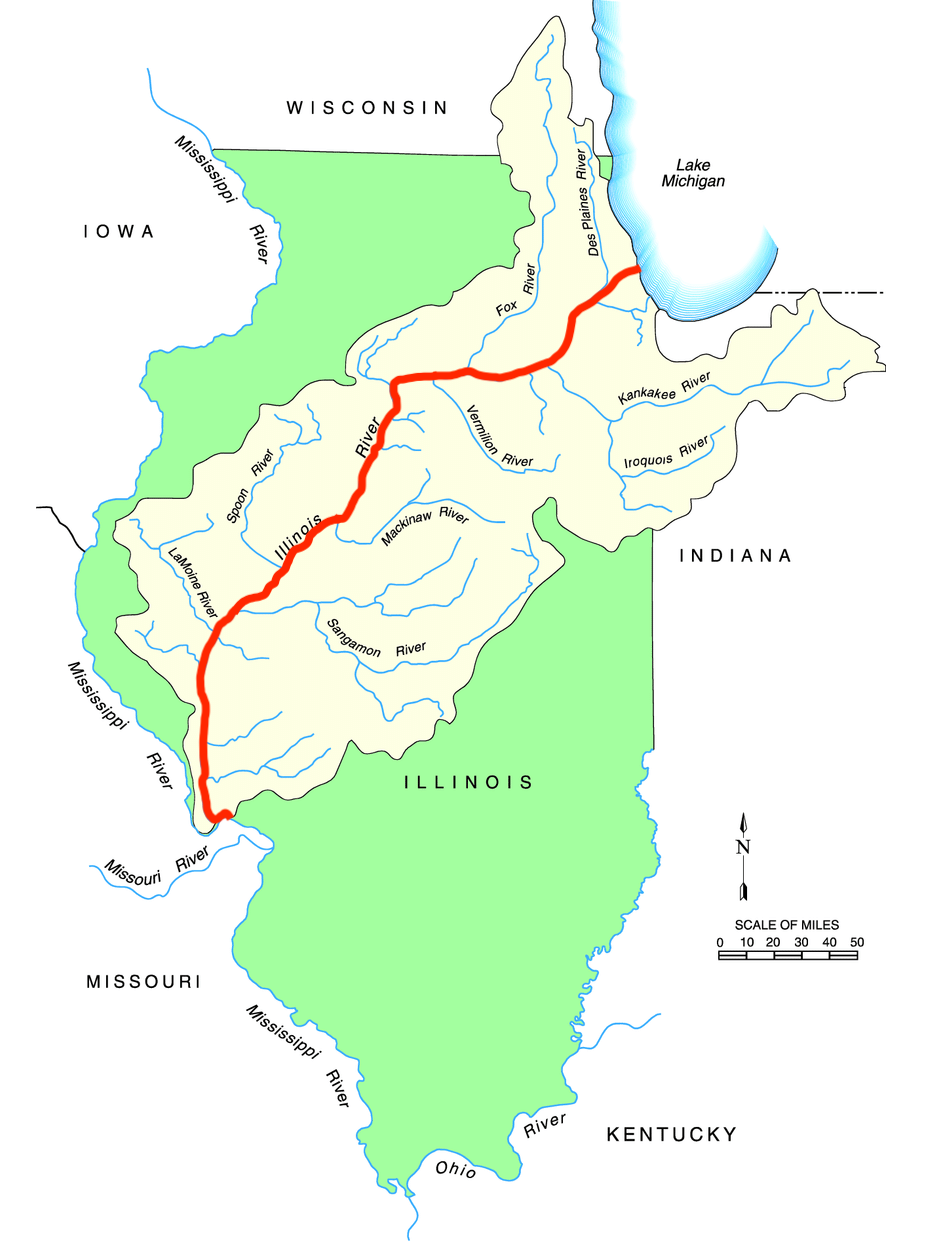 WISCONSIN
Mississippi
River
IOWA
Lake
Michigan
Des Plaines River
Fox
River
Kankakee River
Iroquois River
Vermilion
River
River
Illinois
Spoon River
Mackinaw River
LaMoine River
Sangamon River
INDIANA
Mississippi
River
ILLINOIS
Missouri River
N
SCALE OF MILES
0 10 20 30 40 50
MISSOURI
Mississippi
River
Ohio
River
KENTUCKY